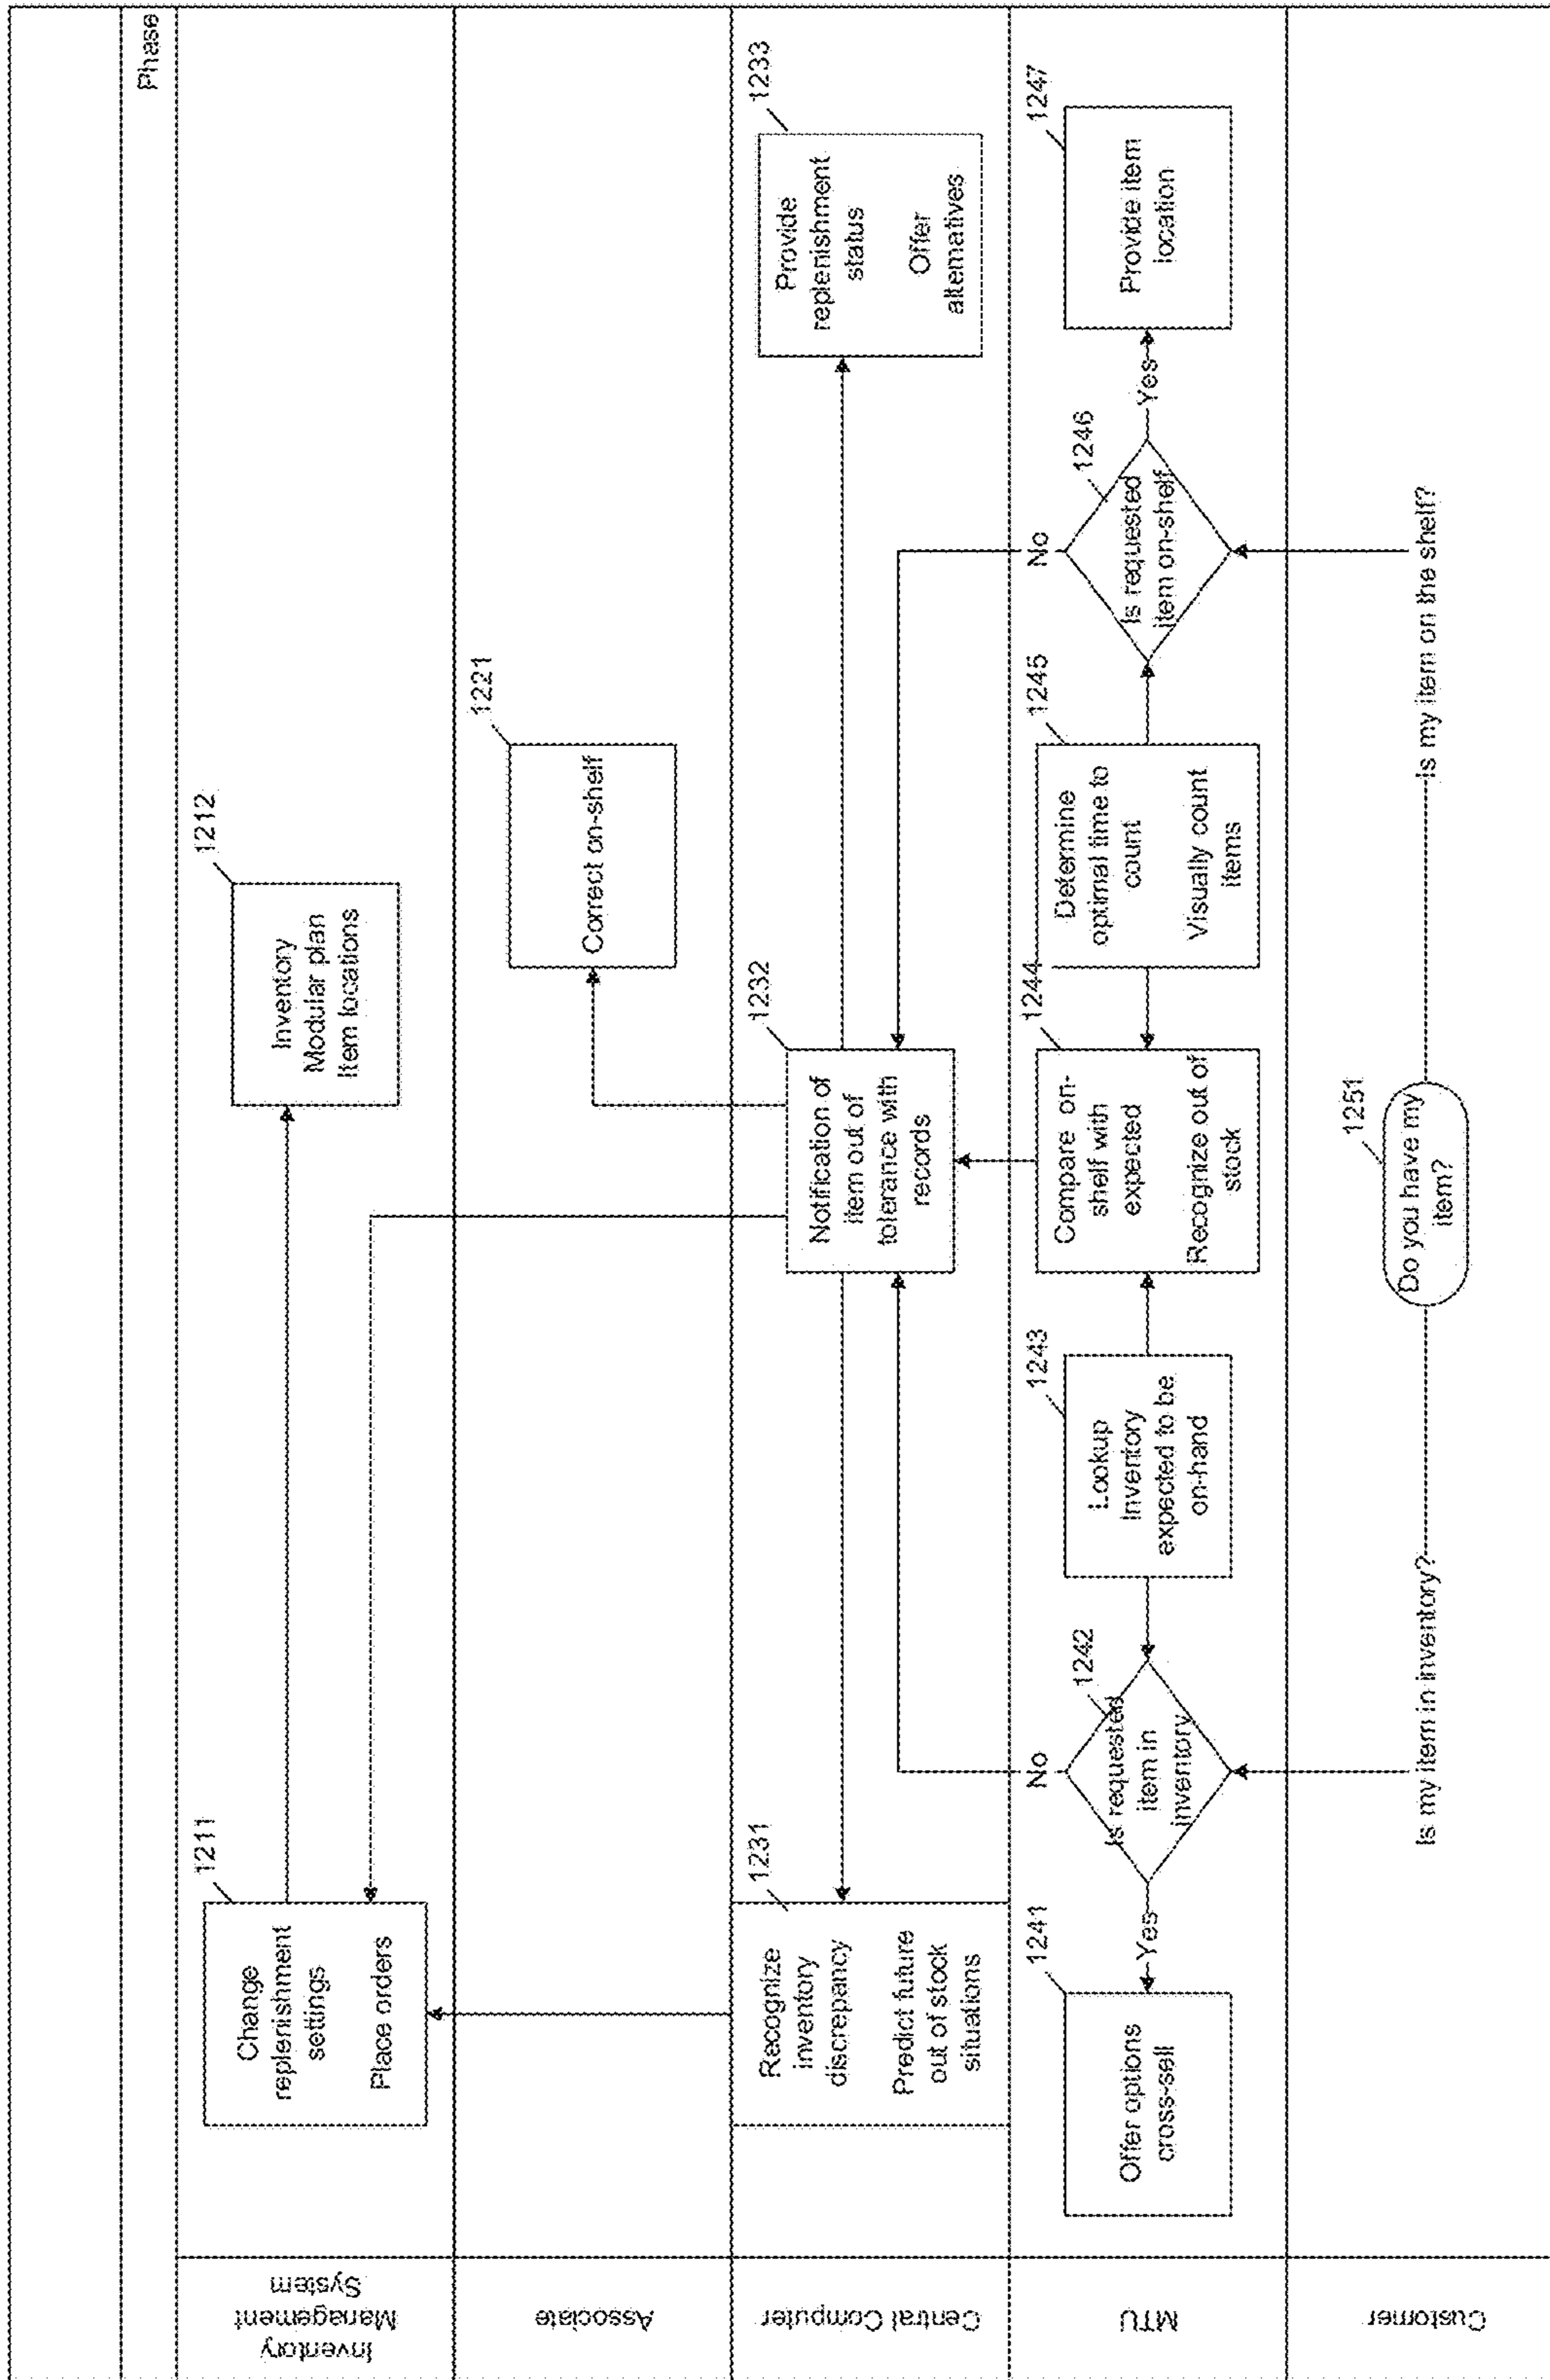 Phase
Inventory
Management
System
1211
Change
replenishment
settings
Place orders
1212
Inventory
Modular plan
Item locations
Associate
1221
Correct on-shelf
Central Computer
1231
Recognize
inventory
discrepancy
Predict future
out of stock
situations
1232
Notification of
item out of
tolerance with
records
1233
Provide
replenishment
status
Offer
alternatives
MTU
1241
Offer options
cross-sell
Yes
1242
Is requested
item in
inventory
No
1243
Lookup
Inventory
expected to be
on-hand
1244
Compare on-
shelf with
expected
Recognize out of
stock
1245
Determine
optimal time to
count
Visually count
items
1246
Is requested
item on-shelf
No
Yes
1247
Provide item
location
Customer
Is my item in inventory?
1251
Do you have my
item?
Is my item on the shelf?